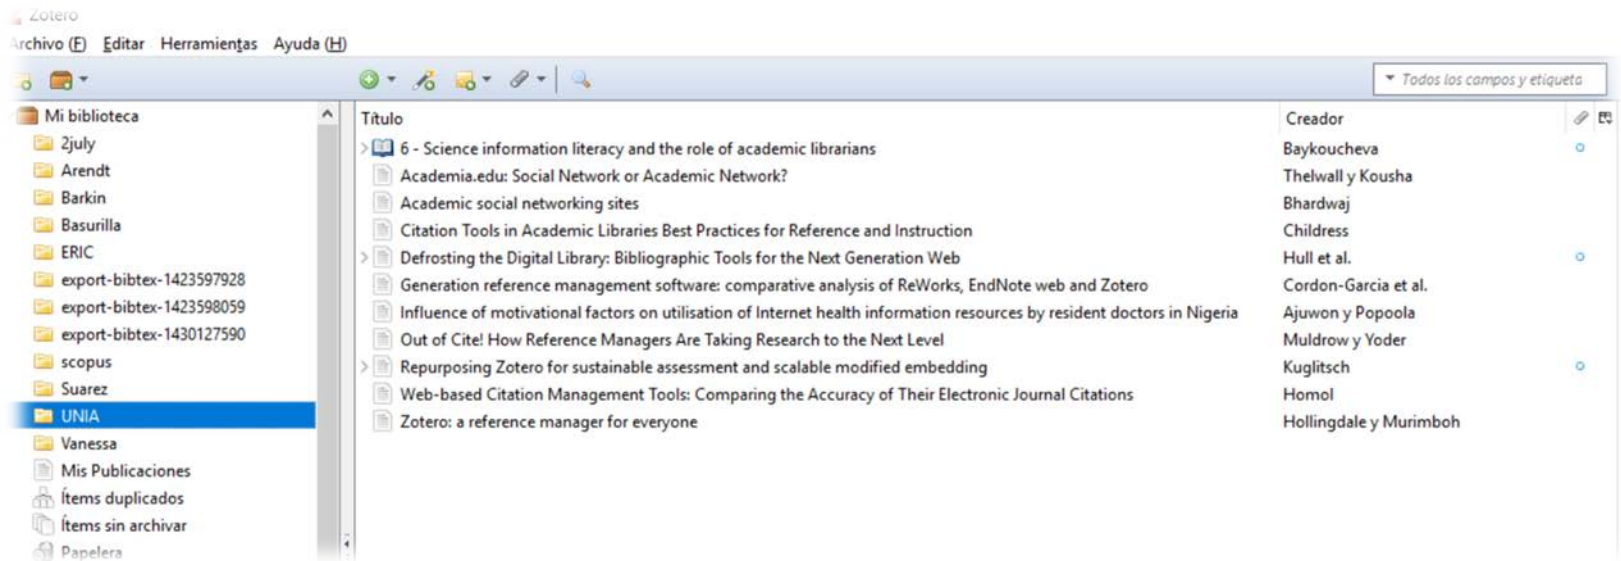 Zotero
Archivo (F) Editar Herramientas Ayuda (H)
Todos los campos y etiqueta
Mi biblioteca
2july
Arendt
Barkin
Basurilla
ERIC
export-bibtex-1423597928
export-bibtex-1423598059
export-bibtex-1430127590
scopus
Suarez
UNIA
Vanessa
Mis Publicaciones
Ítems duplicados
Ítems sin archivar
Papelera
Título Creador
6 - Science information literacy and the role of academic librarians Baykoucheva
Academia.edu: Social Network or Academic Network? Thelwall y Kousha
Academic social networking sites Bhardwaj
Citation Tools in Academic Libraries Best Practices for Reference and Instruction Childress
Defrosting the Digital Library: Bibliographic Tools for the Next Generation Web Hull et al.
Generation reference management software: comparative analysis of ReWorks, EndNote web and Zotero Cordon-Garcia et al.
Influence of motivational factors on utilisation of Internet health information resources by resident doctors in Nigeria Ajuwon y Popoola
Out of Cite! How Reference Managers Are Taking Research to the Next Level Muldrow y Yoder
Repurposing Zotero for sustainable assessment and scalable modified embedding Kuglitsch
Web-based Citation Management Tools: Comparing the Accuracy of Their Electronic Journal Citations Homol
Zotero: a reference manager for everyone Hollingdale y Murimboh